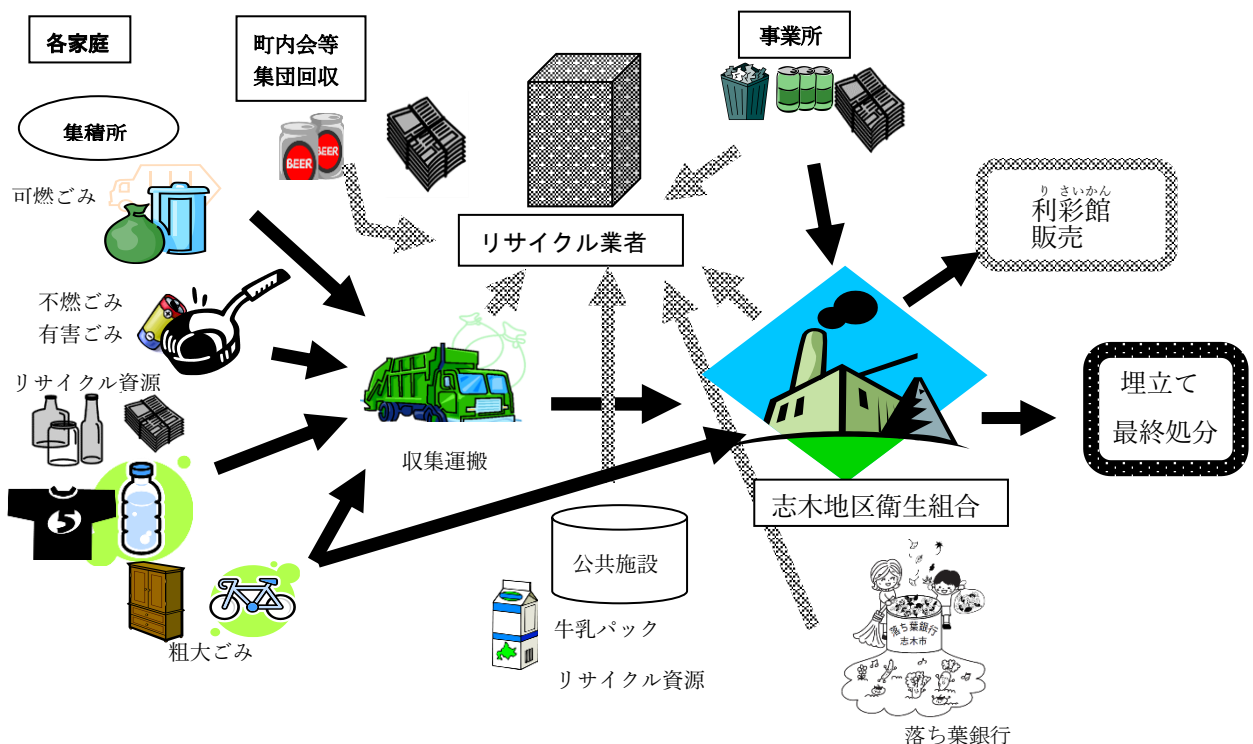 各家庭
町内会等
集団回収
事業所
集積所
可燃ごみ
BEER
BEER
リサイクル業者
り さいかん
利彩館
販売
不燃ごみ
有害ごみ
リサイクル資源
収集運搬
埋立て
最終処分
5
志木地区衛生組合
公共施設
牛乳パック
リサイクル資源
粗大ごみ
落ち葉銀行
志木市
落ち葉銀行